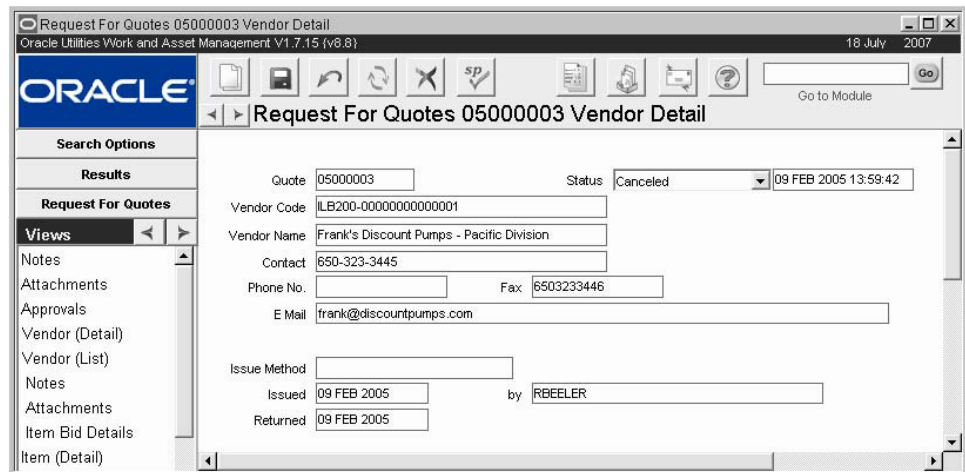 Request For Quotes 05000003 Vendor Detail
Oracle Utilities Work and Asset Management V1.7.15 (v8.8) 18 July 2007
ORACLE
sp
Go
Go to Module
Request For Quotes 05000003 Vendor Detail
Search Options
Results
Request For Quotes
Views
Notes
Attachments
Approvals
Vendor (Detail)
Vendor (List)
Notes
Attachments
Item Bid Details
Item (Detail)
Quote 05000003 Status Canceled 09 FEB 2005 13:59:42
Vendor Code ILB200-00000000000001
Vendor Name Frank's Discount Pumps - Pacific Division
Contact 650-323-3445
Phone No. Fax 6503233446
E Mail frank@discountpumps.com
Issue Method
Issued 09 FEB 2005 by RBEELER
Returned 09 FEB 2005